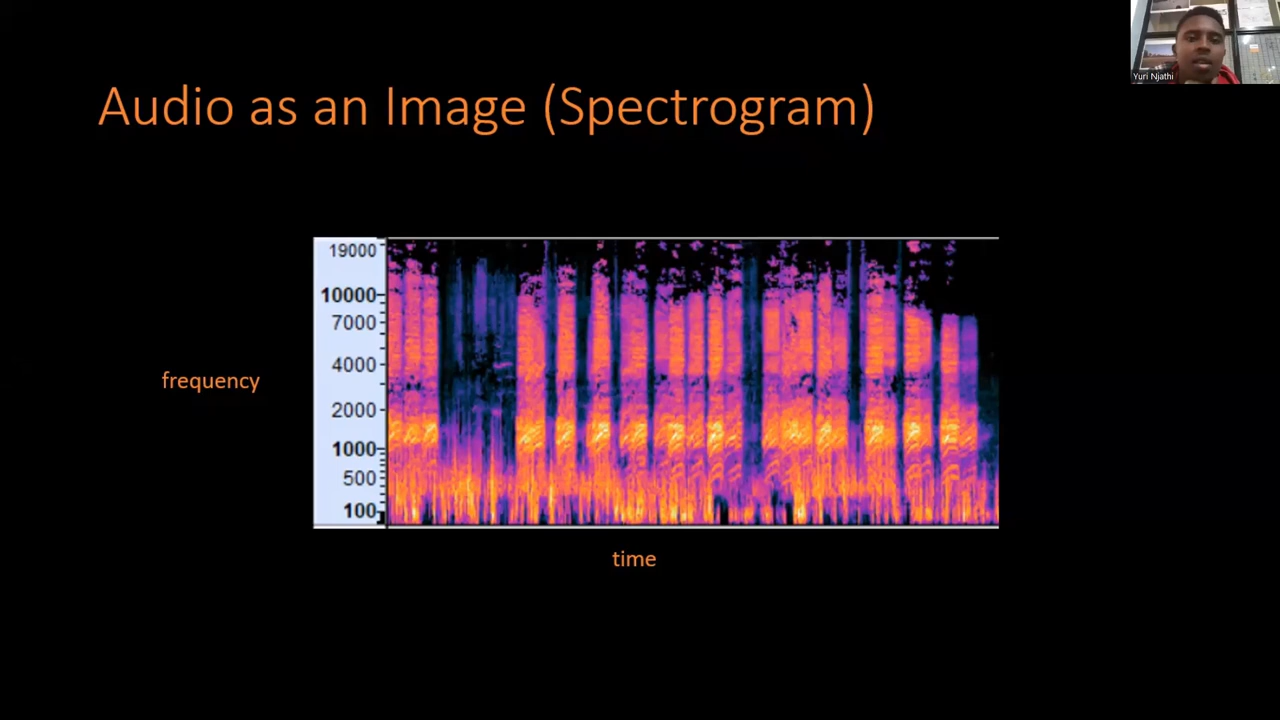 Yuri Njathi
Audio as an Image (Spectrogram)
19000
10000
7000
4000
frequency
2000
1000
500
100
time